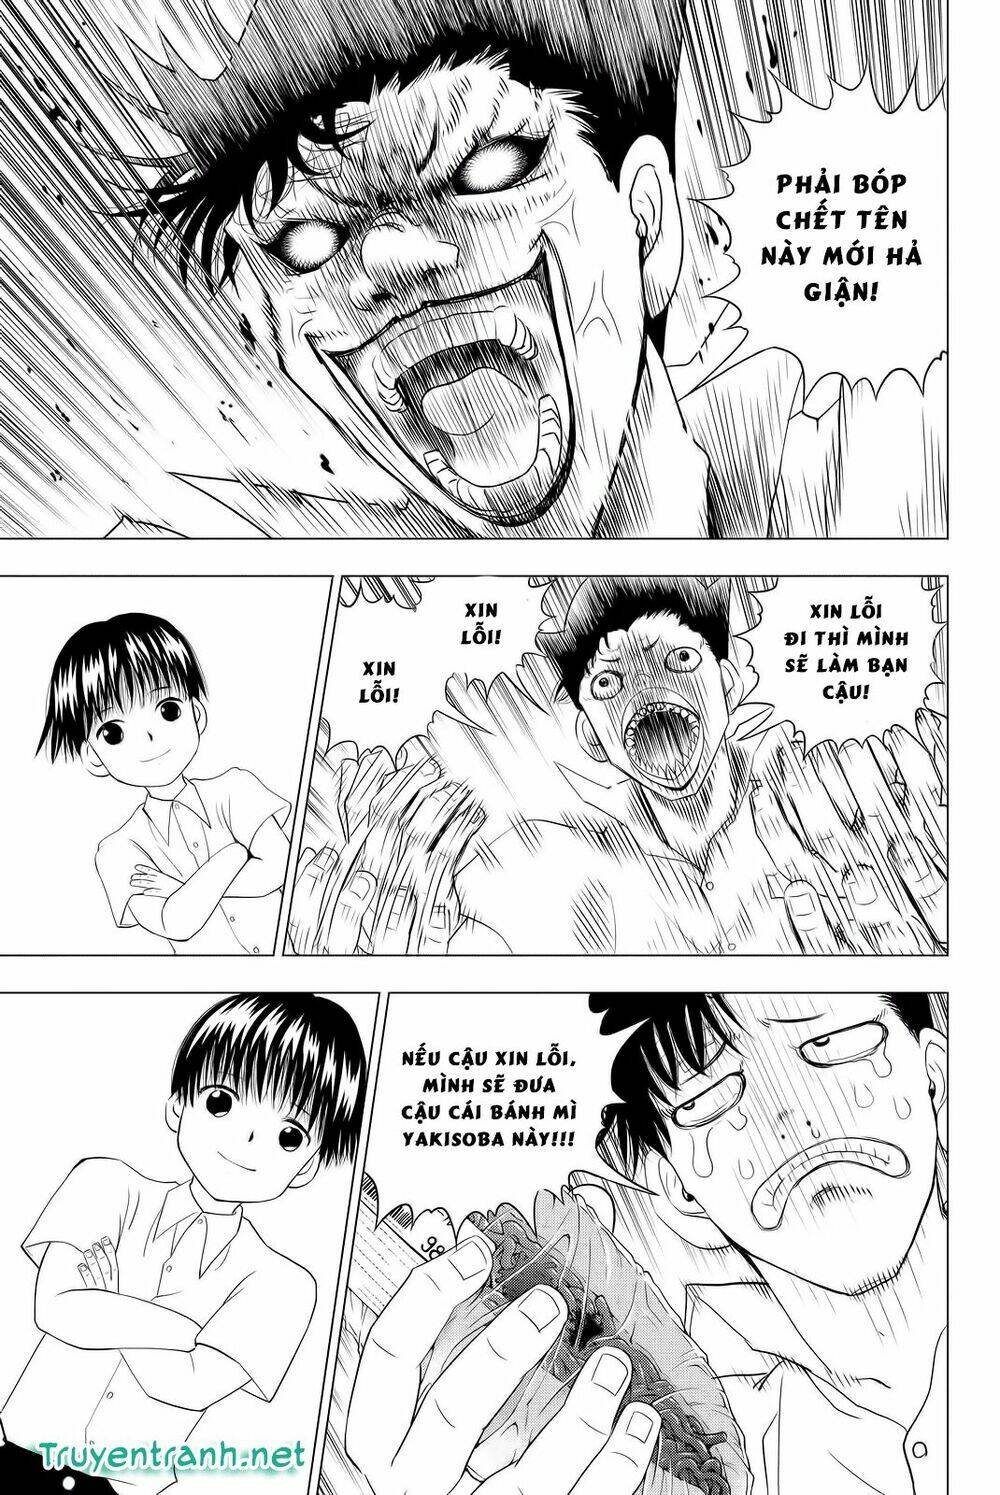 PHẢI BÓP
CHẾT TÊN
NÀY MỚI HẢ
GIẬN!
XIN LỖI
ĐI THÌ MÌNH
SẼ LÀM BẠN
CẬU!
XIN
LỖI!
XIN
LỖI!
NẾU CẬU XIN LỖI,
MÌNH SẼ ĐƯA
CẬU CÁI BÁNH MÌ
YAKISOBA NÀY!!!
98
Truyentranh.net